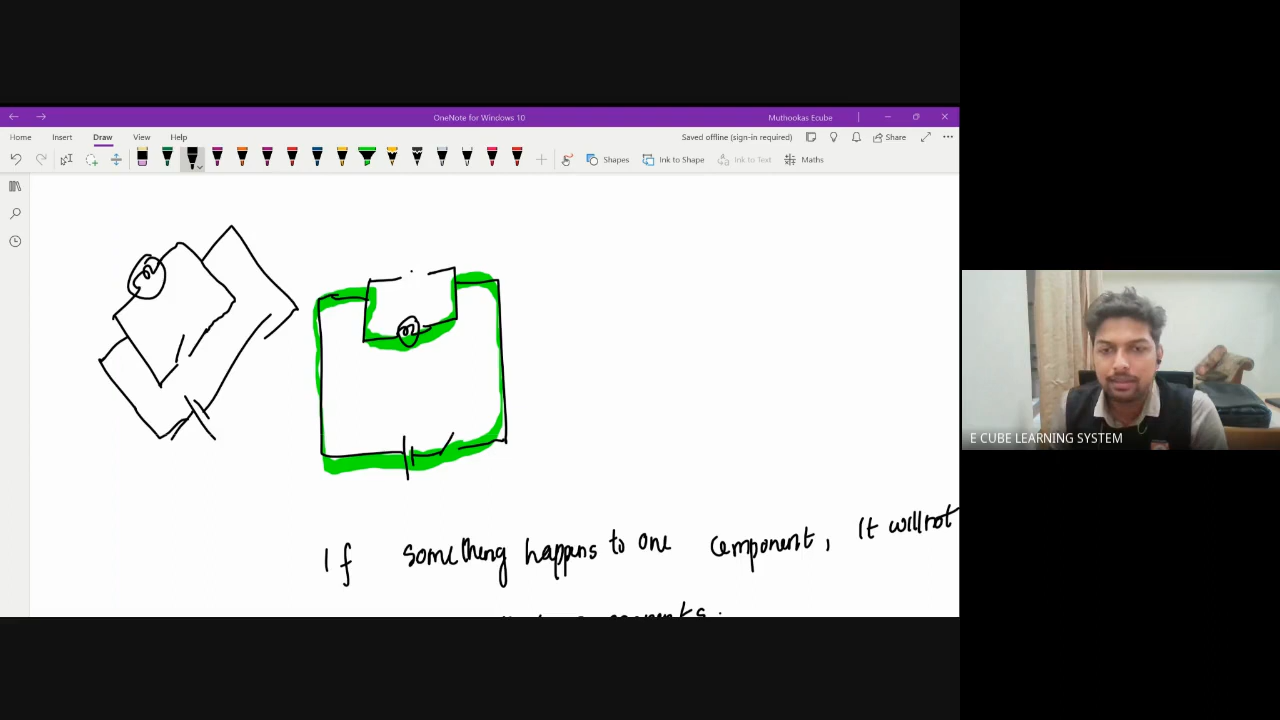 OneNote for Windows 10
Muthookas Ecube
Home Insert Draw View Help
Saved offline (sign-in required)
Share
Shapes
Ink to Shape
Ink to Text
Maths
E CUBE LEARNING SYSTEM
If something happens to one component, it will not